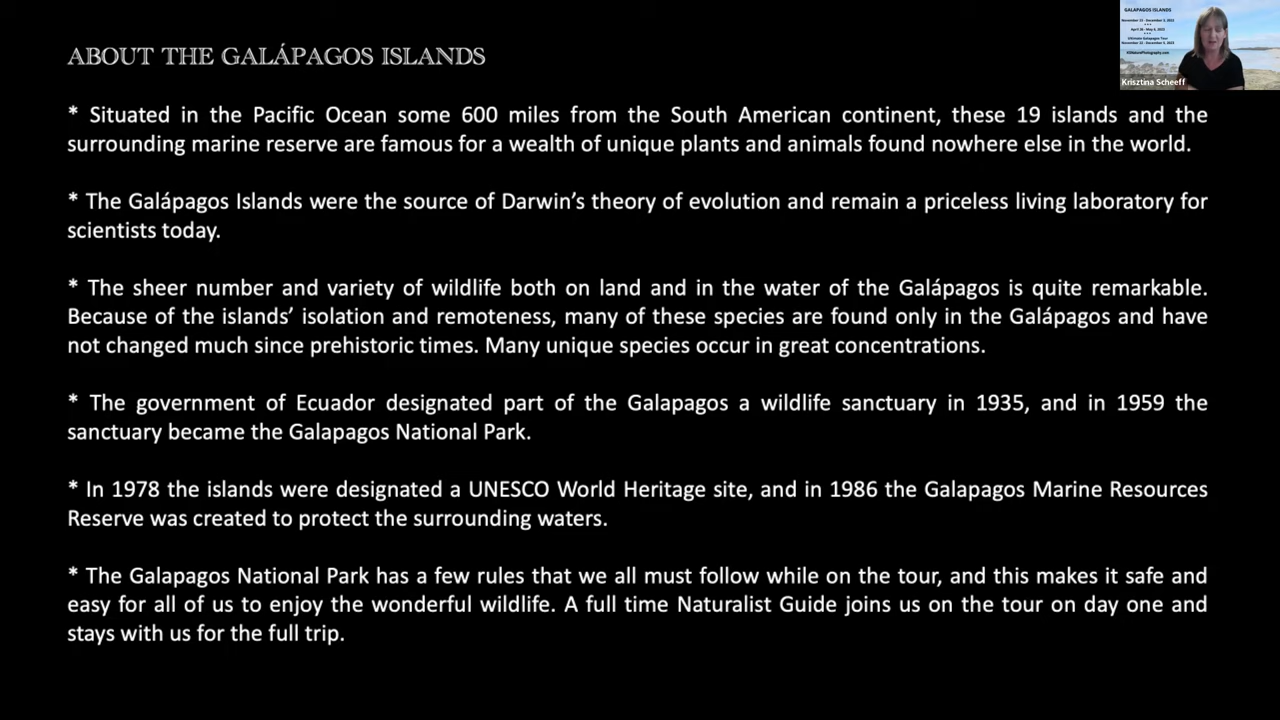 ABOUT THE GALÁPAGOS ISLANDS
* Situated in the Pacific Ocean some 600 miles from the South American continent, these 19 islands and the
surrounding marine reserve are famous for a wealth of unique plants and animals found nowhere else in the world.
* The Galápagos Islands were the source of Darwin’s theory of evolution and remain a priceless living laboratory for
scientists today.
* The sheer number and variety of wildlife both on land and in the water of the Galápagos is quite remarkable.
Because of the islands’ isolation and remoteness, many of these species are found only in the Galápagos and have
not changed much since prehistoric times. Many unique species occur in great concentrations.
* The government of Ecuador designated part of the Galapagos a wildlife sanctuary in 1935, and in 1959 the
sanctuary became the Galapagos National Park.
* In 1978 the islands were designated a UNESCO World Heritage site, and in 1986 the Galapagos Marine Resources
Reserve was created to protect the surrounding waters.
* The Galapagos National Park has a few rules that we all must follow while on the tour, and this makes it safe and
easy for all of us to enjoy the wonderful wildlife. A full time Naturalist Guide joins us on the tour on day one and
stays with us for the full trip.
GALAPAGOS ISLANDS
Ultimate Galapagos Tour
Krisztina Scheeff